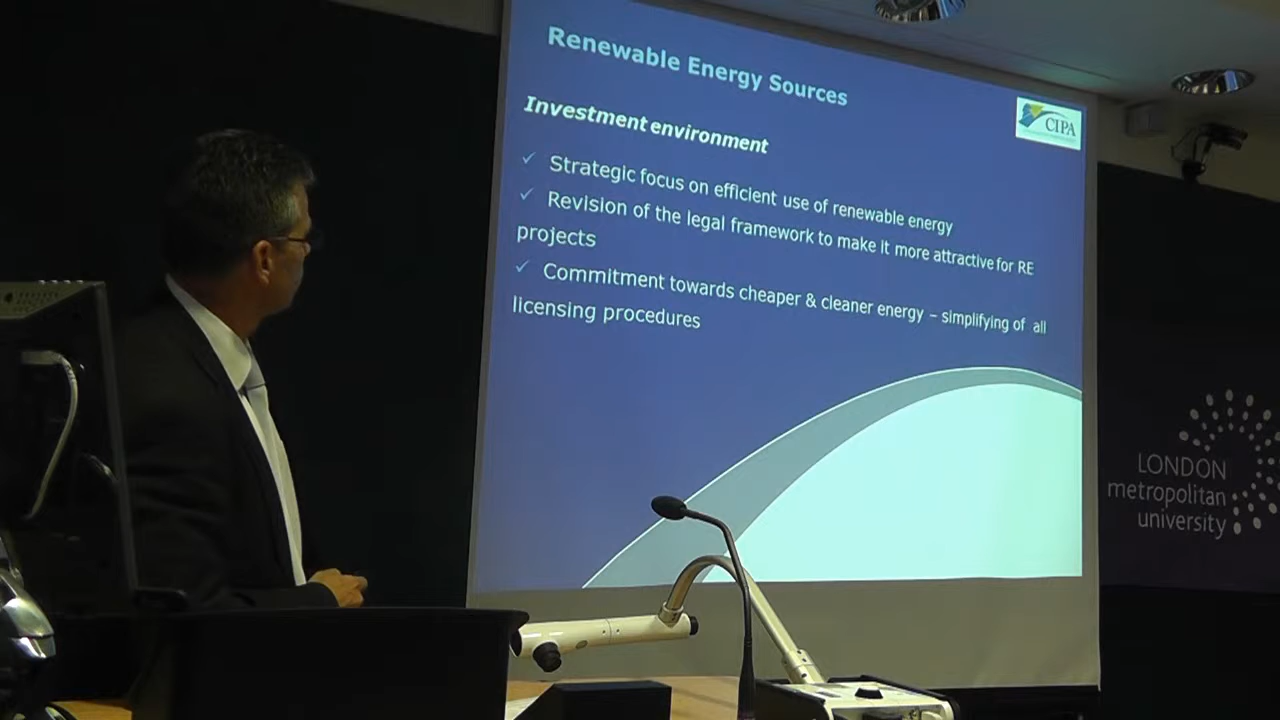 Renewable Energy Sources
CIPA
Investment environment
✓ Strategic focus on efficient use of renewable energy
✓ Revision of the legal framework to make it more attractive for RE
projects
✓ Commitment towards cheaper & cleaner energy – simplifying of all
licensing procedures
LONDON
metropolitan
university